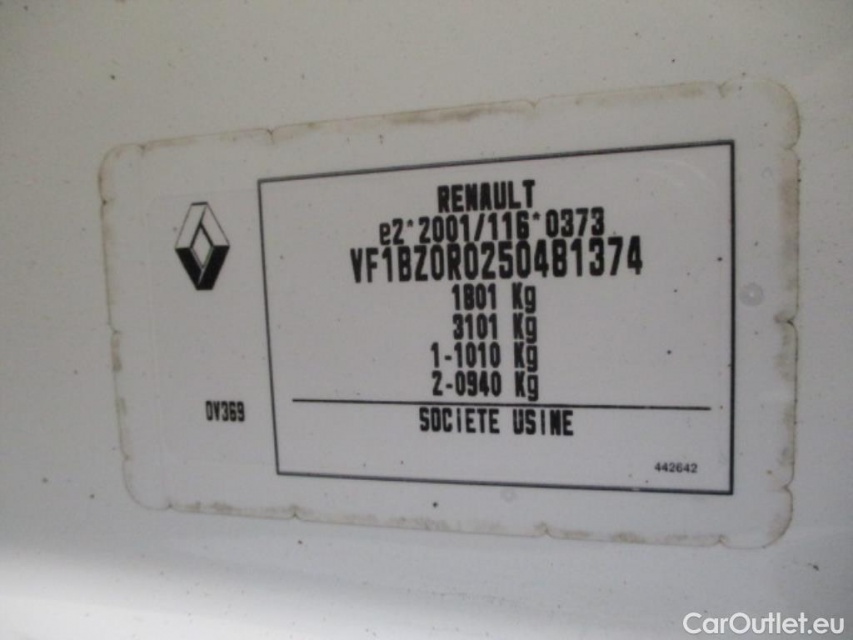 RENAULT
e2*2001/116*0373
VF1BZ0R0250481374
1801 Kg
3101 Kg
1-1010 Kg
2-0940 Kg
0V369
SOCIETE USINE
442642
CarOutlet.eu